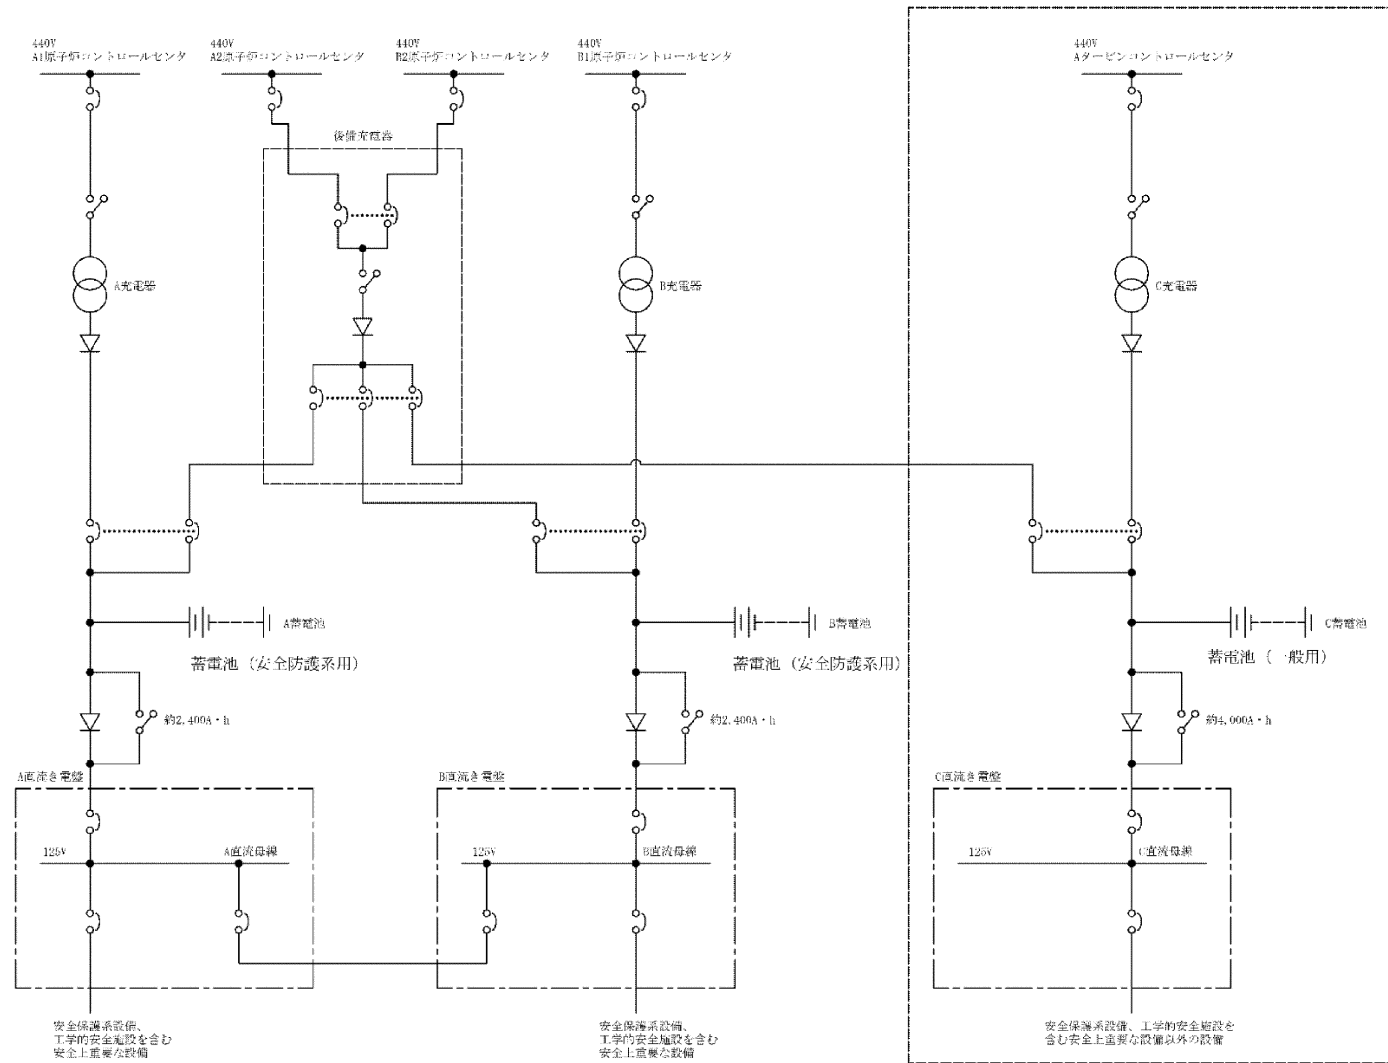 440V
A1原子炉コントロールセンタ
440V
A2原子炉コントロールセンタ
440V
B2原子炉コントロールセンタ
440V
B1原子炉コントロールセンタ
440V
Aタービンコントロールセンタ
後備充電器
A充電器
B充電器
C充電器
A蓄電池
B蓄電池
C蓄電池
蓄電池（安全防護系用）
蓄電池（安全防護系用）
蓄電池（一般用）
約2,400A・h
約2,400A・h
約4,000A・h
A直流き電盤
B直流き電盤
C直流き電盤
125V
A直流母線
125V
B直流母線
125V
C直流母線
安全保護系設備、
工学的安全施設を含む
安全上重要な設備
安全保護系設備、
工学的安全施設を含む
安全上重要な設備
安全保護系設備、工学的安全施設を
含む安全上重要な設備以外の設備